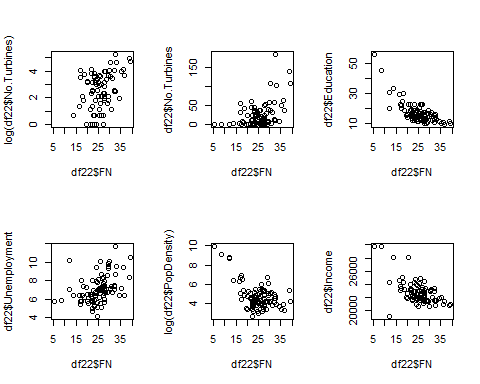 log(df22$No.Turbines)
4
2
0
5 15 25 35
df22$FN
df22$No.Turbines
150
50
0
5 15 25 35
df22$FN
df22$Education
50
30
10
5 15 25 35
df22$FN
df22$Unemployment
10
8
6
4
5 15 25 35
df22$FN
log(df22$PopDensity)
10
8
6
4
5 15 25 35
df22$FN
df22$Income
26000
20000
5 15 25 35
df22$FN